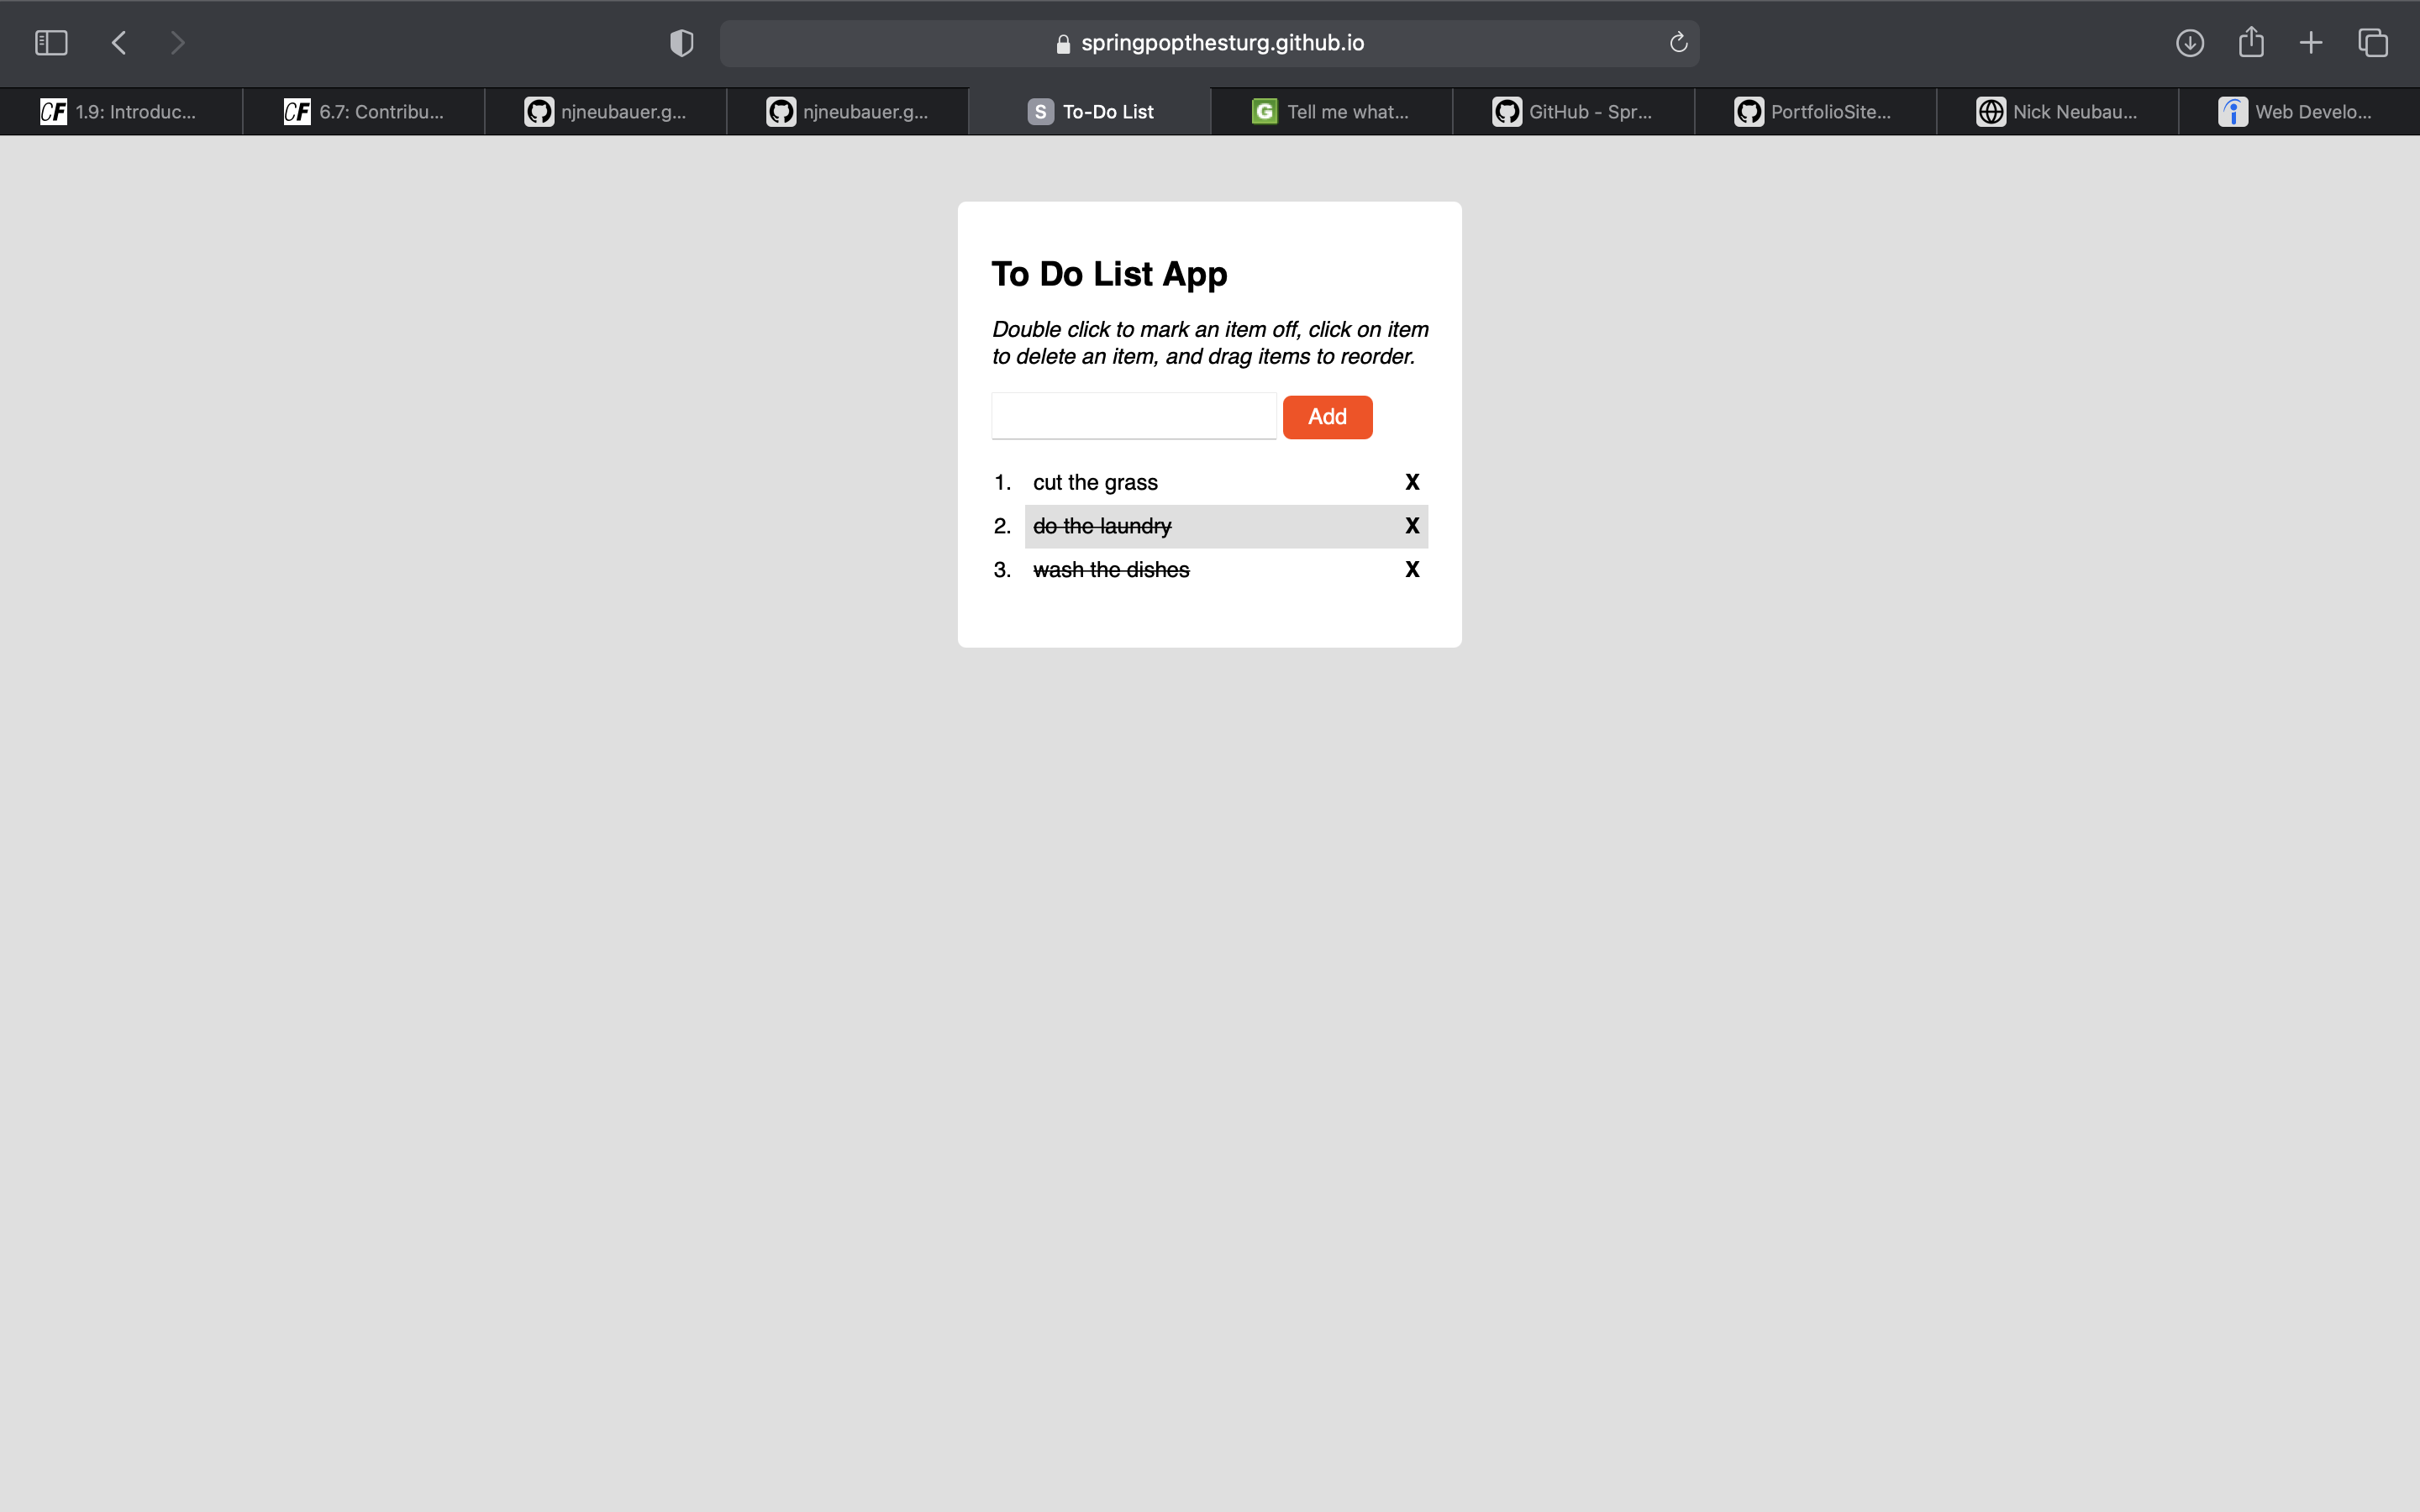 springpopthesturg.github.io
CF 1.9: Introduc...
CF 6.7: Contribu...
njneubauer.g...
njneubauer.g...
S To-Do List
G Tell me what...
GitHub - Spr...
PortfolioSite...
Nick Neubau...
Web Develo...
To Do List App
Double click to mark an item off, click on item
to delete an item, and drag items to reorder.
Add
1. cut the grass X
2. do the laundry X
3. wash the dishes X